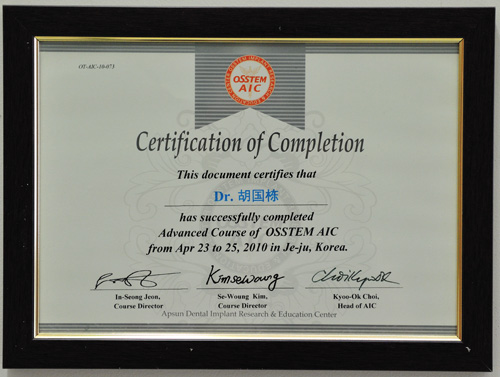 OT-AIC-10-073
OSSTEM
AIC
Certification of Completion
This document certifies that
Dr. 胡国栋
has successfully completed
Advanced Course of OSSTEM AIC
from Apr 23 to 25, 2010 in Je-ju, Korea.
Kimsewoung
ChoiKyooOK
In-Seong Jeon,
Course Director
Se-Woung Kim,
Course Director
Kyoo-Ok Choi,
Head of AIC
Apsun Dental Implant Research & Education Center